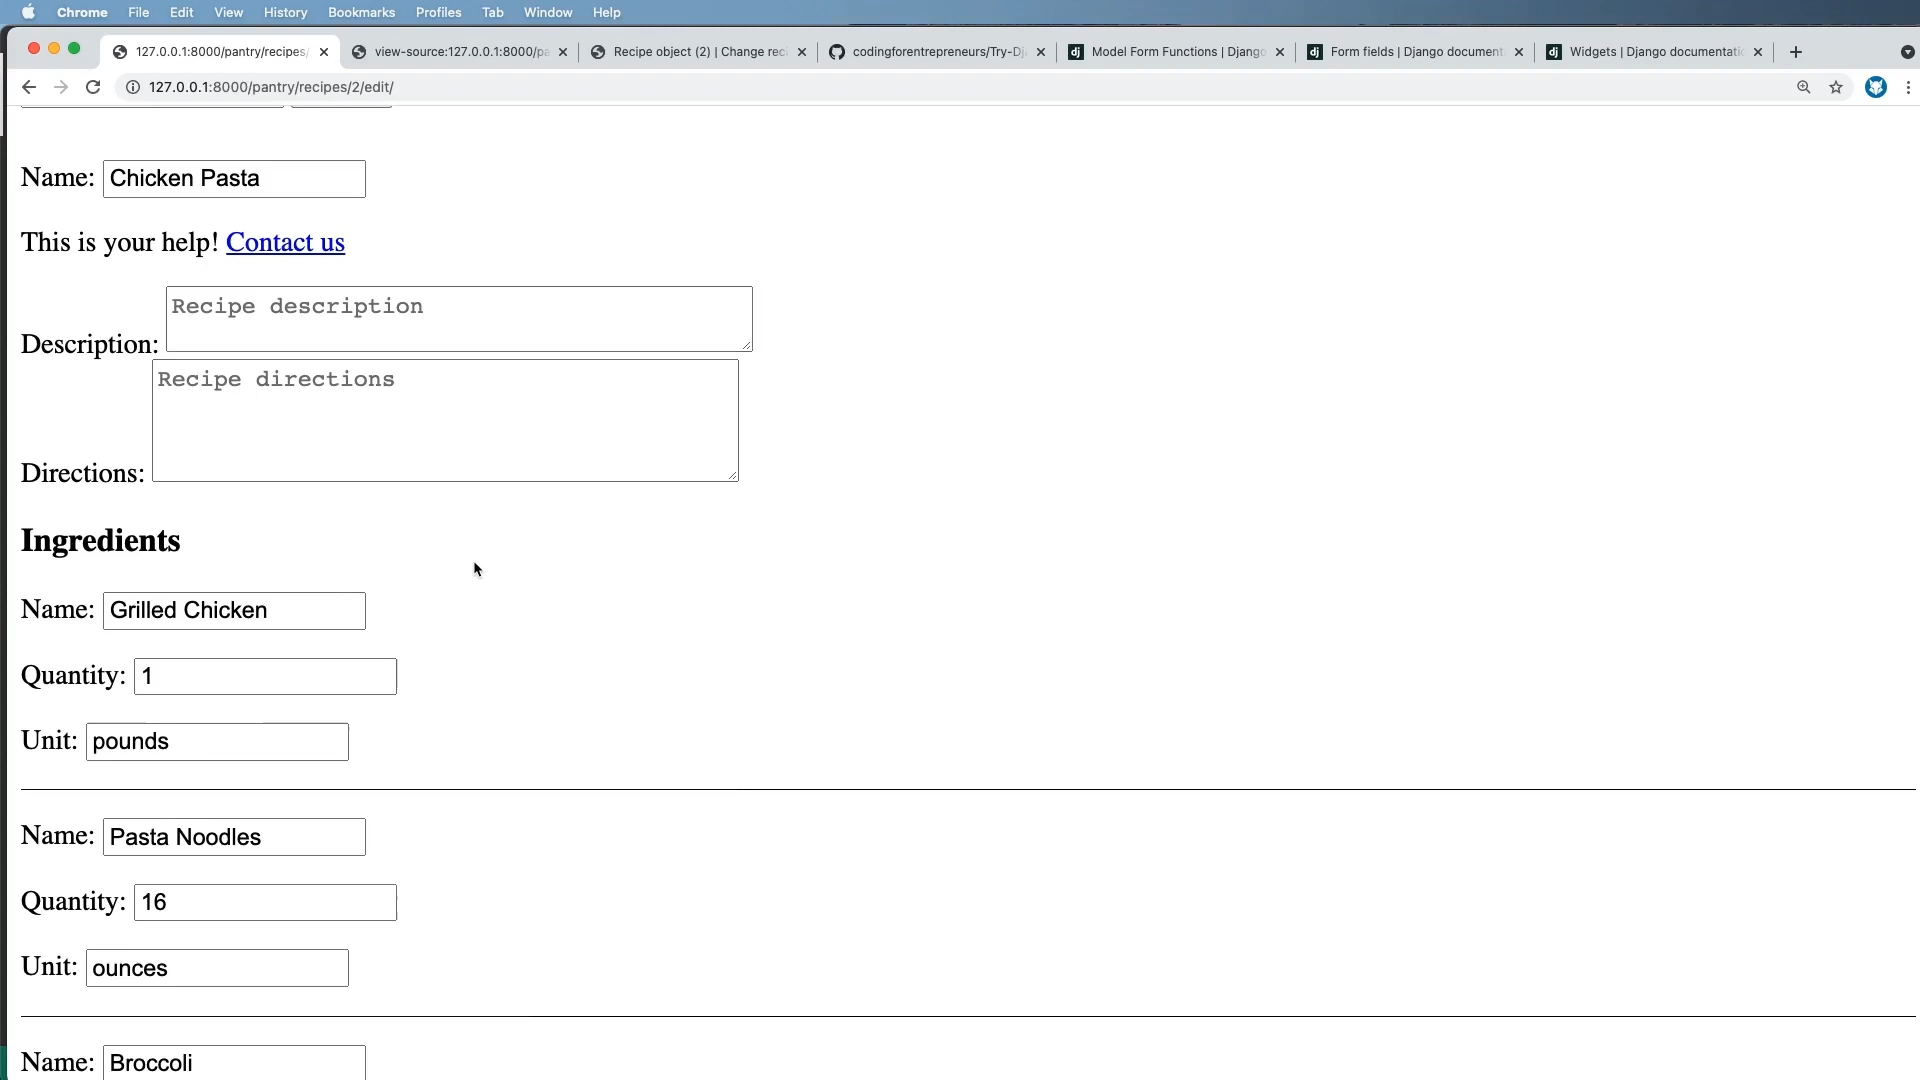 Chrome File Edit View History Bookmarks Profiles Tab Window Help
127.0.0.1:8000/pantry/recipes/ view-source:127.0.0.1:8000/pa Recipe object (2) | Change reci codingforentrepreneurs/Try-Dj Model Form Functions | Django Form fields | Django document Widgets | Django documentatic
127.0.0.1:8000/pantry/recipes/2/edit/
Name: Chicken Pasta
This is your help! Contact us
Recipe description
Description:
Recipe directions
Directions:
Ingredients
Name: Grilled Chicken
Quantity: 1
Unit: pounds
Name: Pasta Noodles
Quantity: 16
Unit: ounces
Name: Broccoli